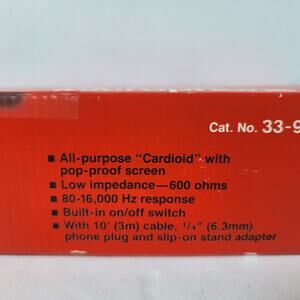 Cat. No. 33-9
■ All-purpose "Cardioid" with
pop-proof screen
■ Low impedance—600 ohms
■ 80-16,000 Hz response
■ Built-in on/off switch
■ With 10' (3m) cable, 1/4" (6.3mm)
phone plug and slip-on stand adapter